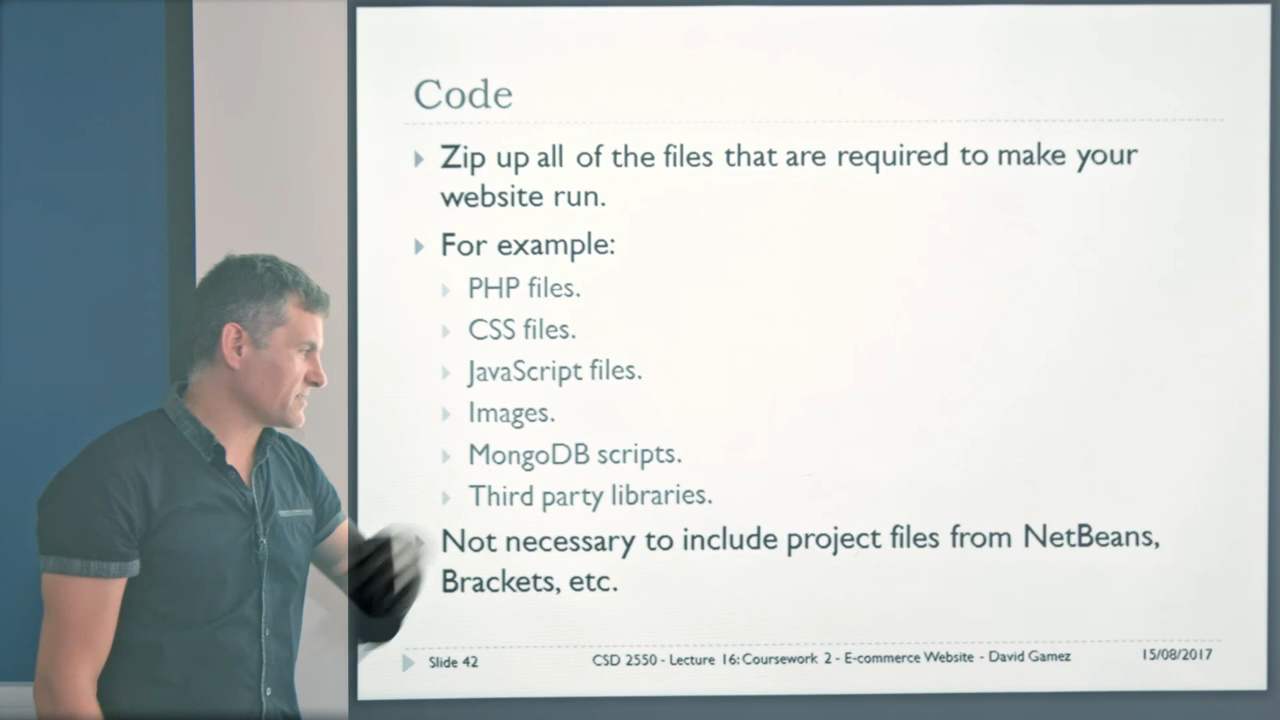 Code
Zip up all of the files that are required to make your
website run.
For example:
PHP files.
CSS files.
JavaScript files.
Images.
MongoDB scripts.
Third party libraries.
Not necessary to include project files from NetBeans,
Brackets, etc.
Slide 42 CSD 2550 - Lecture 16: Coursework 2 - E-commerce Website - David Gamez 15/08/2017